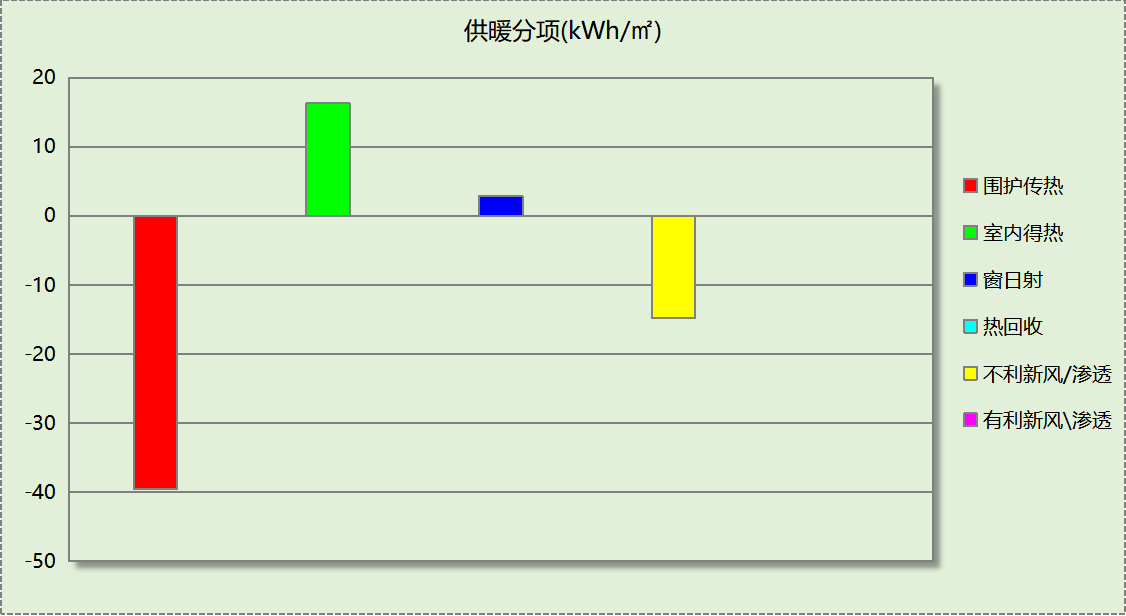 供暖分项(kWh/㎡)
20
10
0
-10
-20
-30
-40
-50
围护传热
室内得热
窗日射
热回收
不利新风/渗透
有利新风\渗透